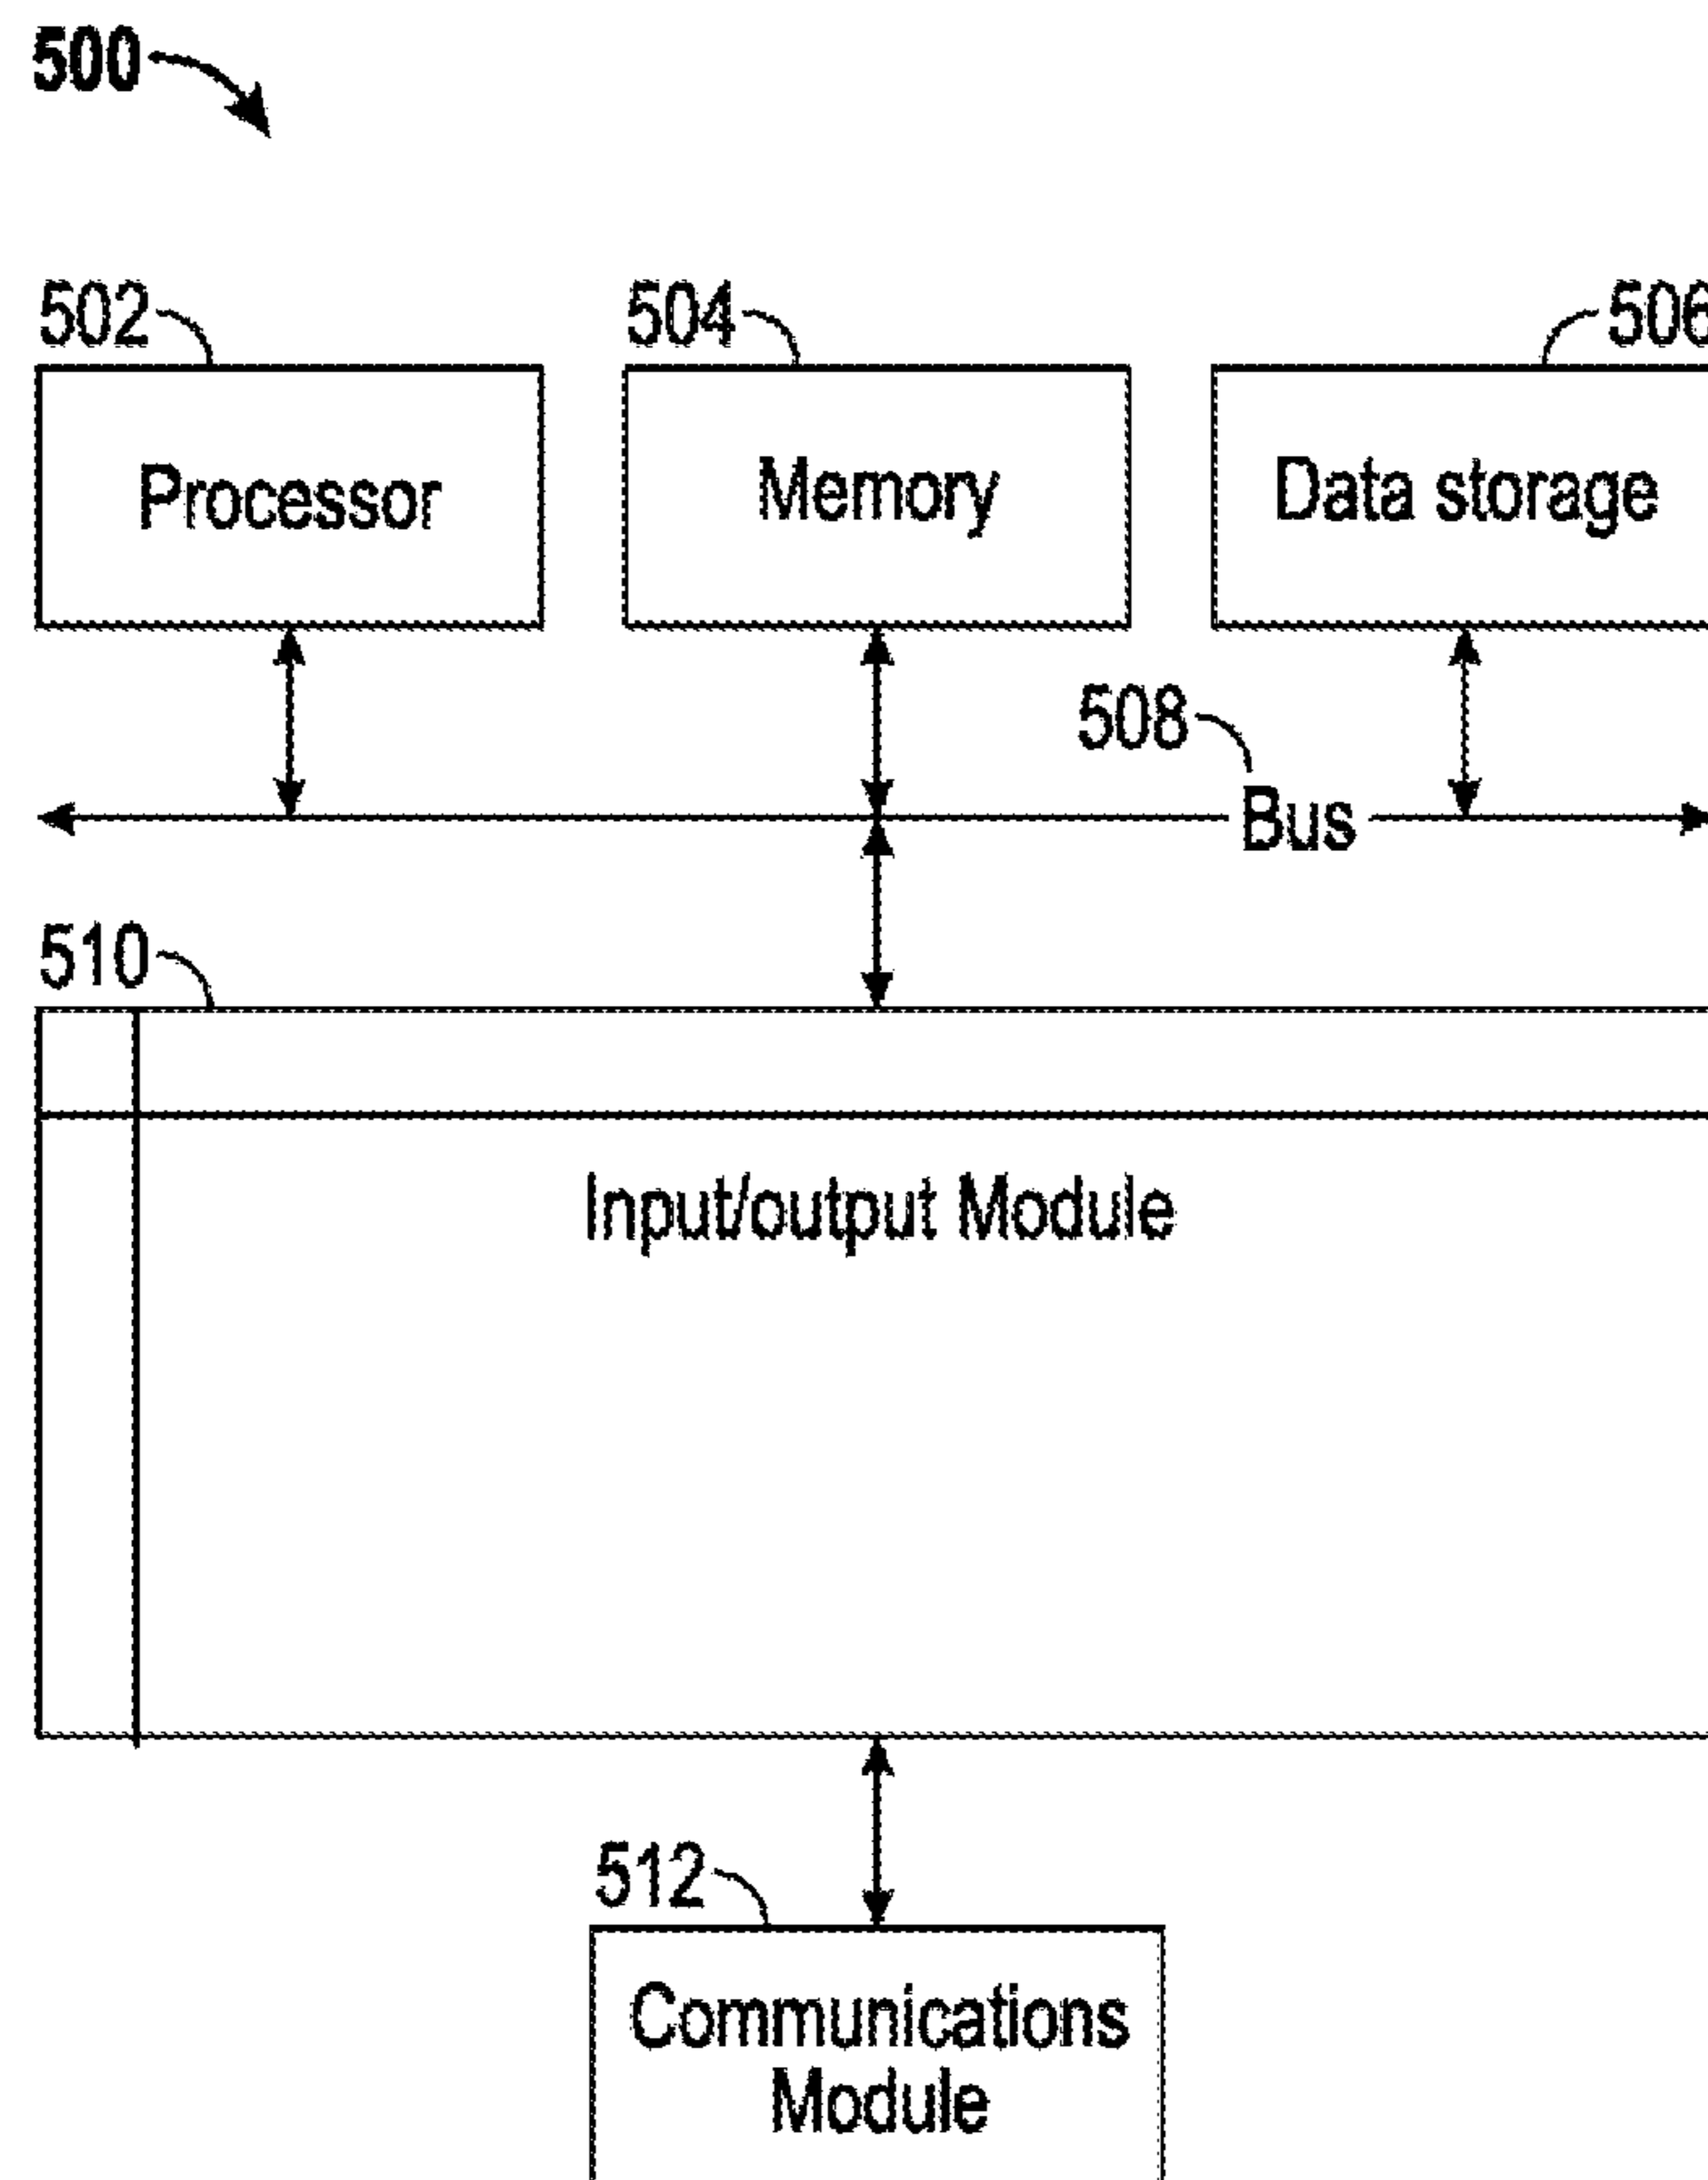 500
502
504
506
Processor
Memory
Data storage
508
Bus
510
Input/output Module
512
Communications
Module